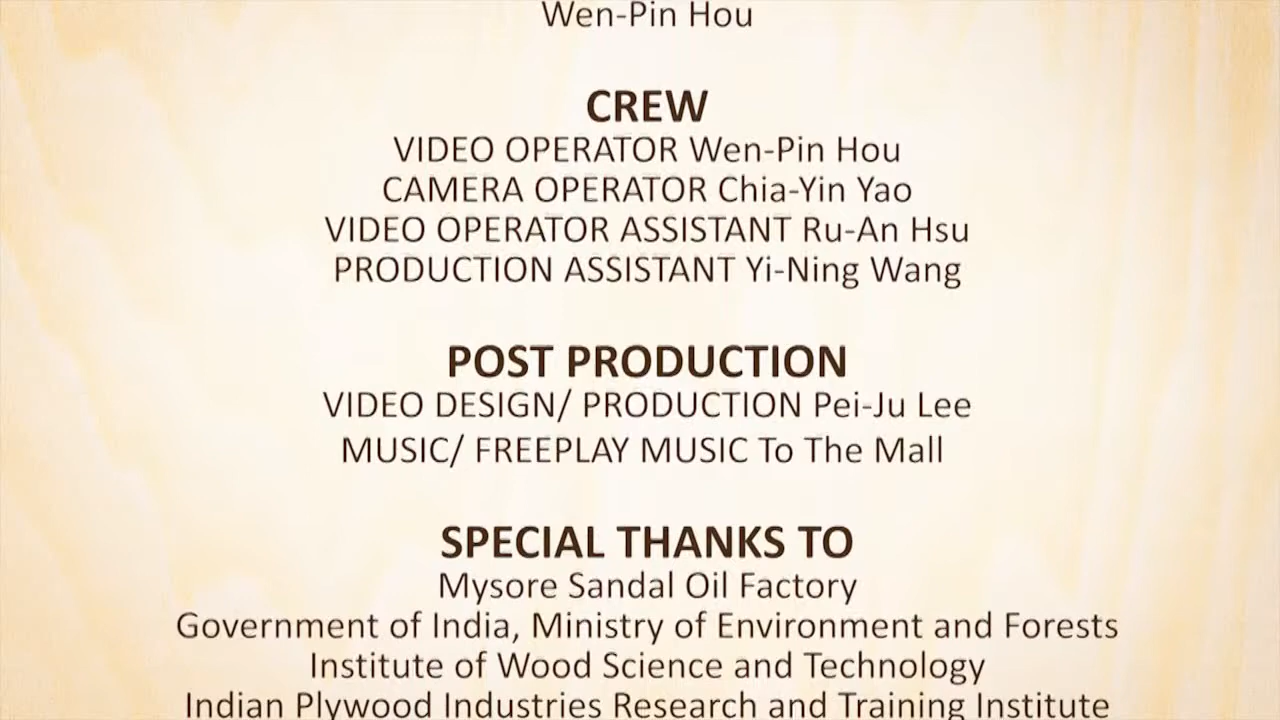 Wen-Pin Hou
CREW
VIDEO OPERATOR Wen-Pin Hou
CAMERA OPERATOR Chia-Yin Yao
VIDEO OPERATOR ASSISTANT Ru-An Hsu
PRODUCTION ASSISTANT Yi-Ning Wang
POST PRODUCTION
VIDEO DESIGN/ PRODUCTION Pei-Ju Lee
MUSIC/ FREEPLAY MUSIC To The Mall
SPECIAL THANKS TO
Mysore Sandal Oil Factory
Government of India, Ministry of Environment and Forests
Institute of Wood Science and Technology
Indian Plywood Industries Research and Training Institute